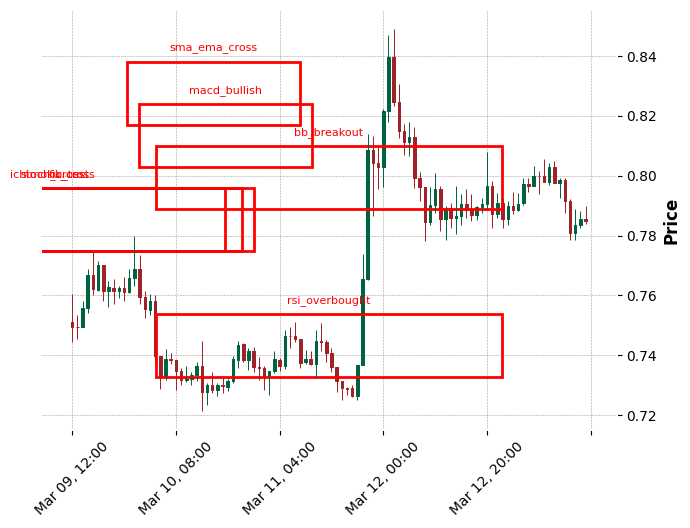 sma_ema_cross
0.84
macd_bullish
0.82
bb_breakout
0.80
0.78
Price
0.76
rsi_overbought
0.74
0.72
Mar 09, 12:00
Mar 10, 08:00
Mar 11, 04:00
Mar 12, 00:00
Mar 12, 20:00